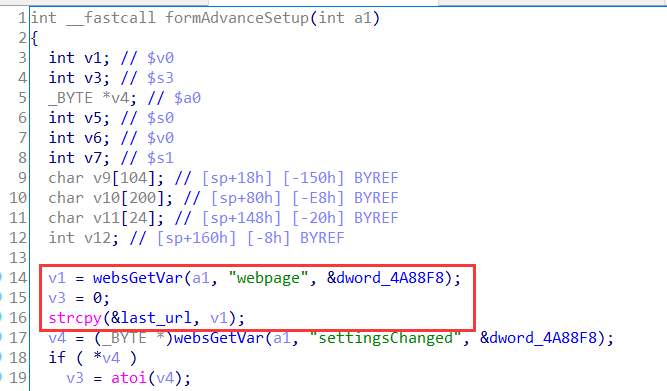 1 int __fastcall formAdvanceSetup(int a1)
2 {
3 int v1; // $v0
4 int v3; // $s3
5 _BYTE *v4; // $a0
6 int v5; // $s0
7 int v6; // $v0
8 int v7; // $s1
9 char v9[104]; // [sp+18h] [-150h] BYREF
10 char v10[200]; // [sp+80h] [-E8h] BYREF
11 char v11[24]; // [sp+148h] [-20h] BYREF
12 int v12; // [sp+160h] [-8h] BYREF
13
14 v1 = websGetVar(a1, "webpage", &dword_4A88F8);
15 v3 = 0;
16 strcpy(&last_url, v1);
17 v4 = (_BYTE *)websGetVar(a1, "settingsChanged", &dword_4A88F8);
18 if ( *v4 )
19 v3 = atoi(v4);